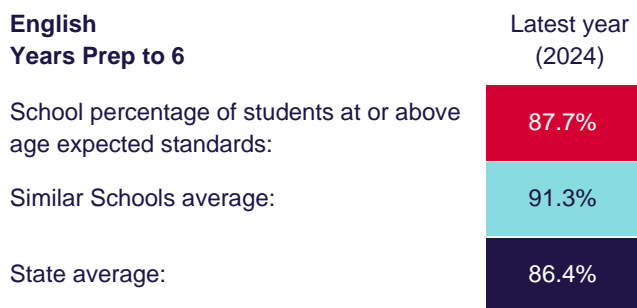 English
Years Prep to 6
Latest year
(2024)
School percentage of students at or above
age expected standards:
87.7%
Similar Schools average:
91.3%
State average:
86.4%